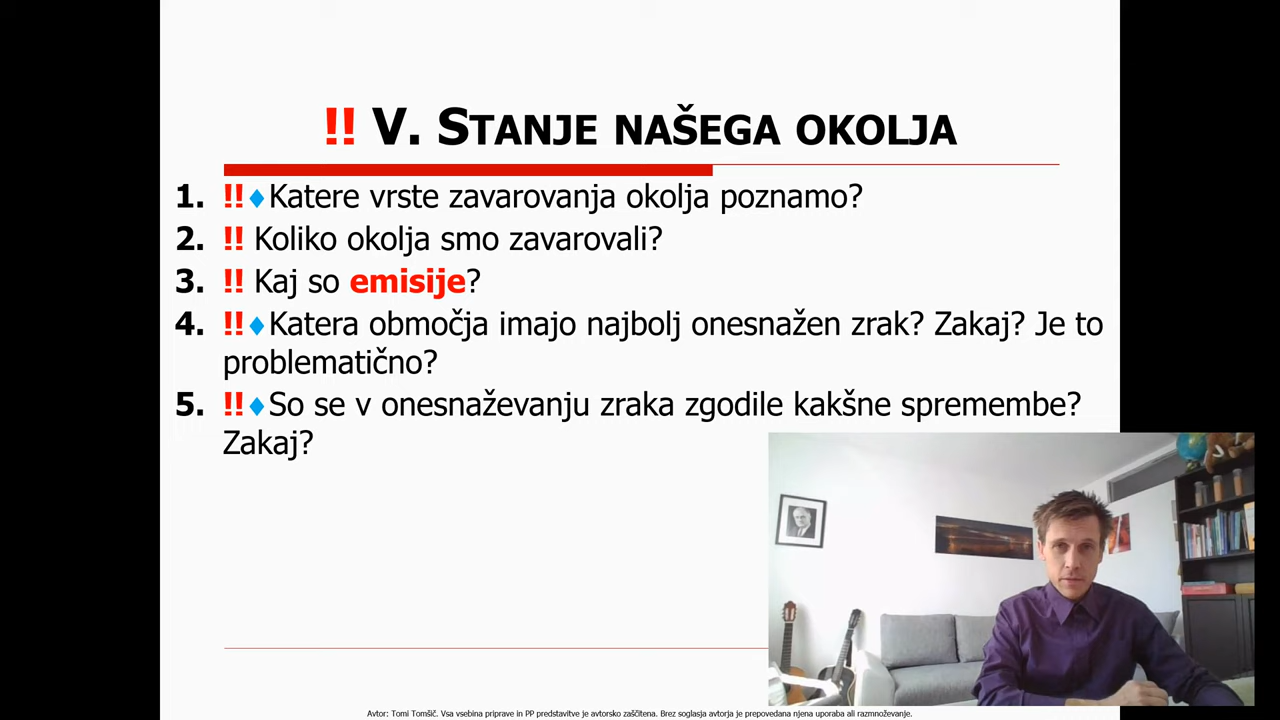 !! V. STANJE NAŠEGA OKOLJA
1. !!♦Katere vrste zavarovanja okolja poznamo?
2. !! Koliko okolja smo zavarovali?
3. !! Kaj so emisije?
4. !!♦Katera območja imajo najbolj onesnažen zrak? Zakaj? Je to
problematično?
5. !!♦So se v onesnaževanju zraka zgodile kakšne spremembe?
Zakaj?
Avtor: Tomi Tomšič. Vsa vsebina priprave in PP predstavitve je avtorsko zaščitena. Brez soglasja avtorja je prepovedana njena uporaba ali razmnoževanje.